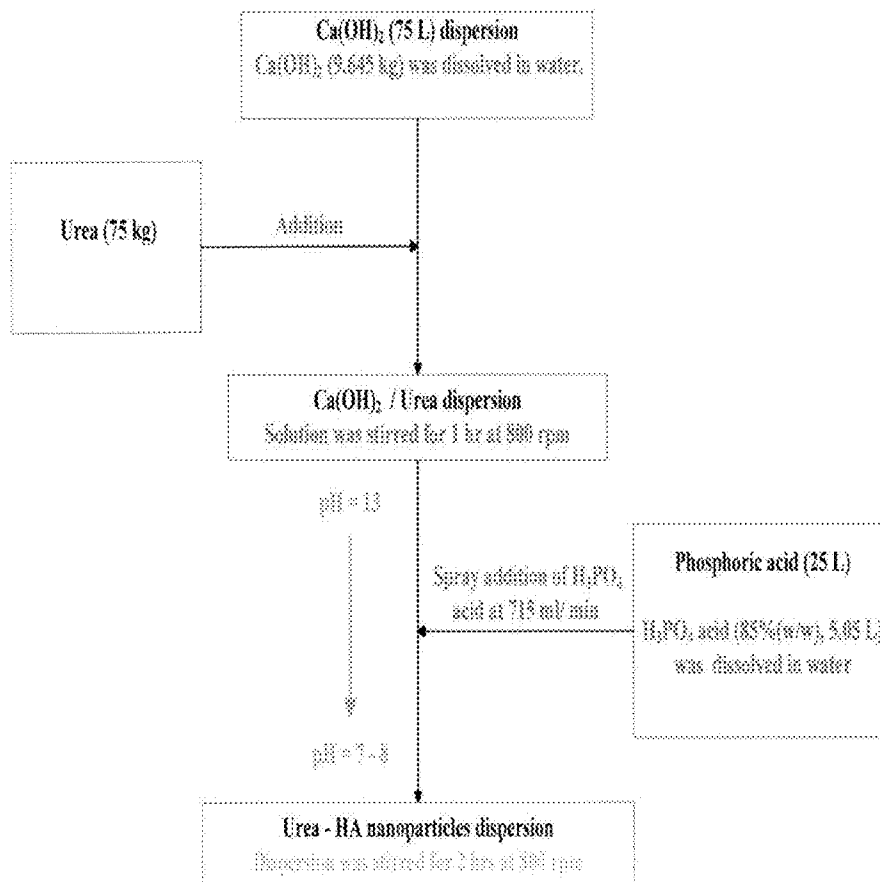 Ca(OH)₂ (75 L) dispersion
Ca(OH)₂ (9.645 kg) was dissolved in water.
Urea (75 kg)
Addition
Ca(OH)₂ / Urea dispersion
Solution was stirred for 1 hr at 800 rpm
pH = 13
Spray addition of H₃PO₄
acid at 715 ml/ min
Phosphoric acid (25 L)
H₃PO₄ acid (85%(w/w), 5.05 L)
was dissolved in water
pH = 7 - 8
Urea - HA nanoparticles dispersion
Dispersion was stirred for 2 hrs at rpm